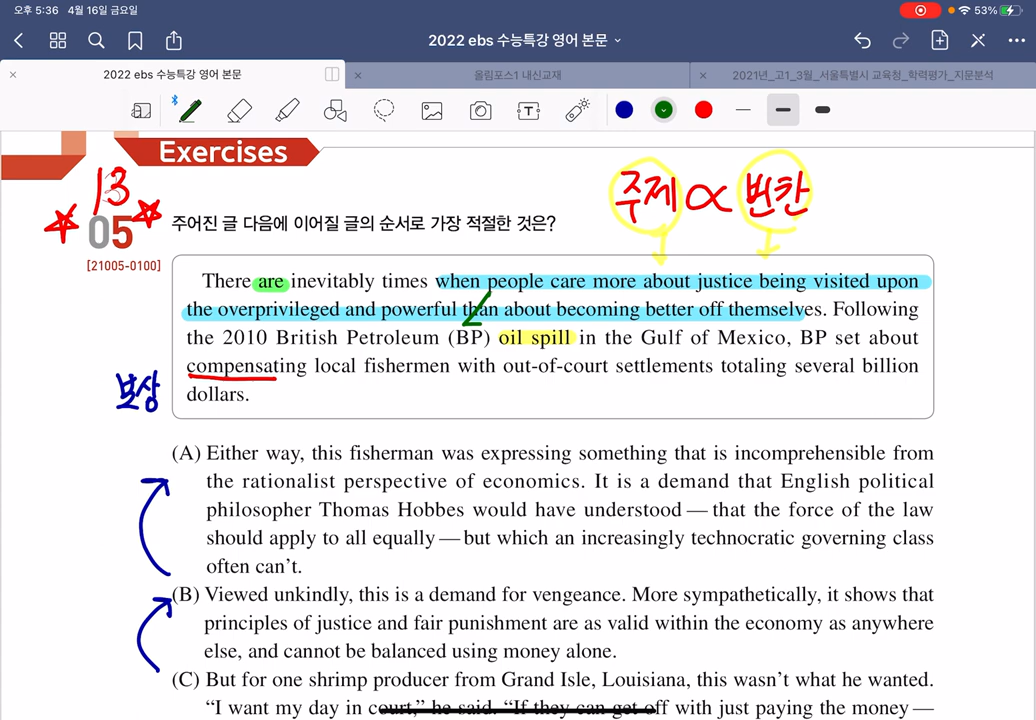 오후 5:36 4월 16일 금요일
53%
2022 ebs 수능특강 영어 본문
2022 ebs 수능특강 영어 본문
올림포스1 내신교재
2021년_고1_3월_서울특별시 교육청_학력평가_지문분석
Exercises
13
주제 ∝ 빈칸
05 주어진 글 다음에 이어질 글의 순서로 가장 적절한 것은?
[21005-0100]
There are inevitably times when people care more about justice being visited upon
the overprivileged and powerful than about becoming better off themselves. Following
the 2010 British Petroleum (BP) oil spill in the Gulf of Mexico, BP set about
compensating local fishermen with out-of-court settlements totaling several billion
dollars.
보상
(A) Either way, this fisherman was expressing something that is incomprehensible from
the rationalist perspective of economics. It is a demand that English political
philosopher Thomas Hobbes would have understood — that the force of the law
should apply to all equally — but which an increasingly technocratic governing class
often can't.
(B) Viewed unkindly, this is a demand for vengeance. More sympathetically, it shows that
principles of justice and fair punishment are as valid within the economy as anywhere
else, and cannot be balanced using money alone.
(C) But for one shrimp producer from Grand Isle, Louisiana, this wasn't what he wanted.
“I want my day in court,” he said. “If they can get off with just paying the money —